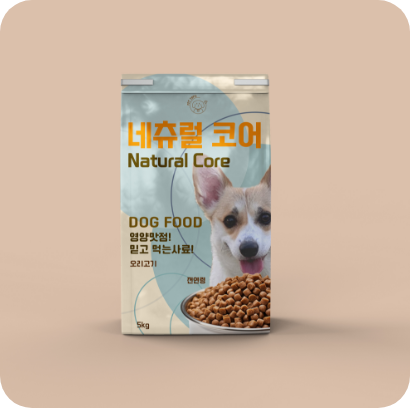 네츄럴 코어
Natural Core
DOG FOOD
영양맛점!
믿고 먹는사료!
오리고기
전연령
5kg